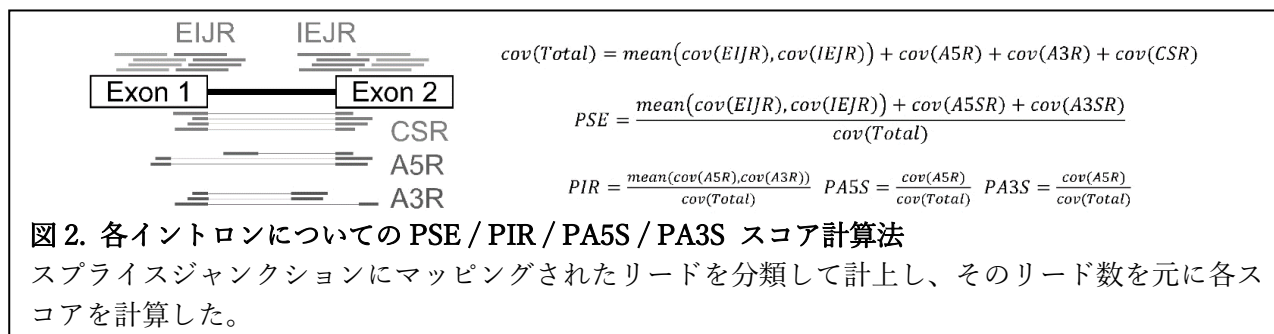 EIJR IEJR
Exon 1 Exon 2
CSR
A5R
A3R
cov(Total) = mean(cov(EIJR), cov(IEJR)) + cov(A5R) + cov(A3R) + cov(CSR)
PSE = \frac{mean(cov(EIJR), cov(IEJR)) + cov(A5SR) + cov(A3SR)}{cov(Total)}
PIR = \frac{mean(cov(A5R),cov(A3R))}{cov(Total)} PA5S = \frac{cov(A5R)}{cov(Total)} PA3S = \frac{cov(A5R)}{cov(Total)}
図 2. 各イントロンについての PSE / PIR / PA5S / PA3S スコア計算法
スプライスジャンクションにマッピングされたリードを分類して計上し、そのリード数を元に各ス
コアを計算した。